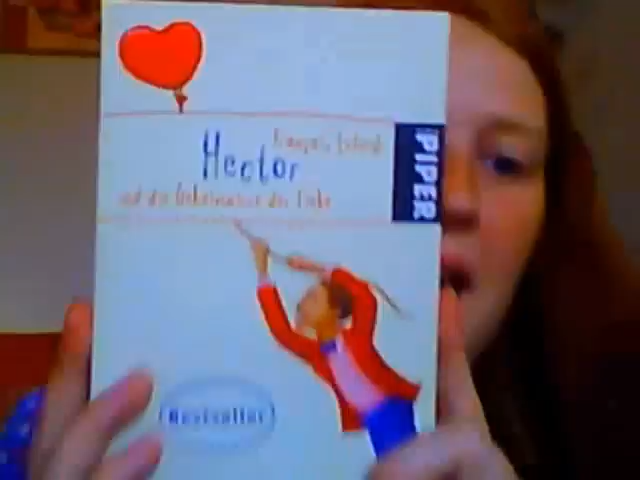 François Lelord
Hector
und die Geheimnisse der Liebe
PIPER
Bestseller